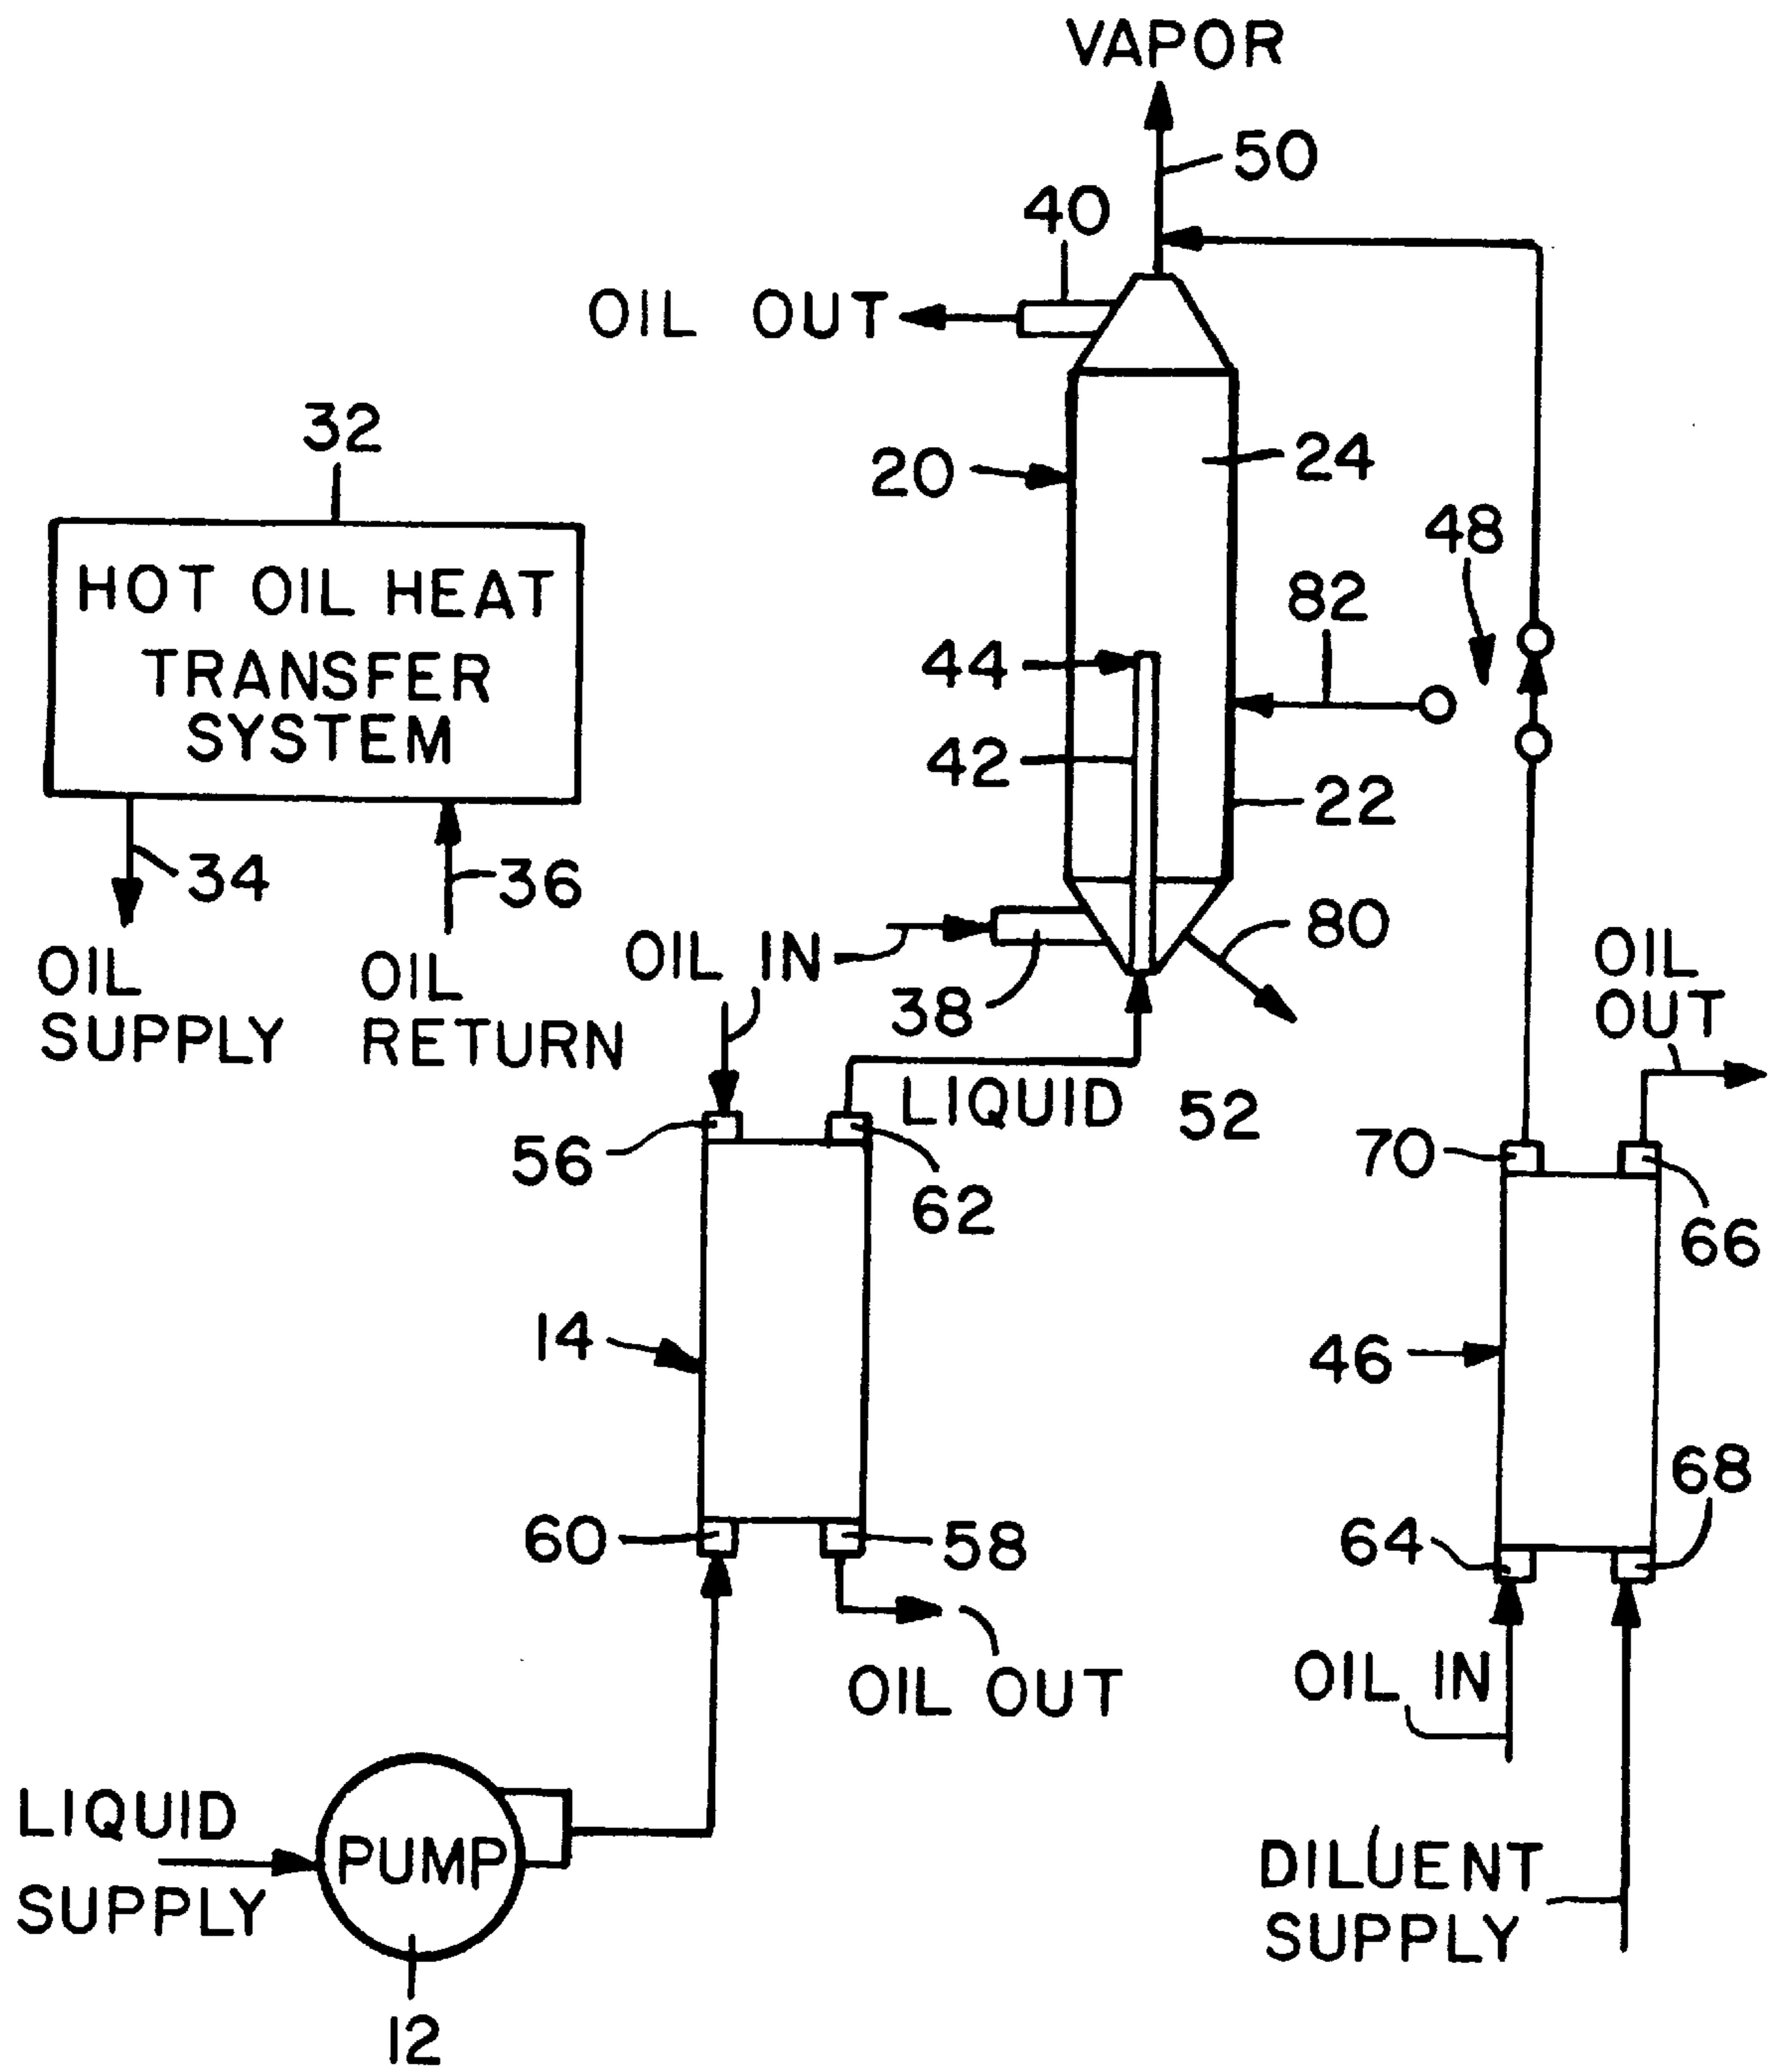 VAPOR
50
40
OIL OUT
32
20
24
HOT OIL HEAT
TRANSFER
SYSTEM
48
82
44
42
22
34
36
80
OIL IN
38
OIL
SUPPLY
OIL
RETURN
OIL
OUT
LIQUID
52
56
62
70
66
14
46
68
60
58
64
OIL OUT
OIL IN
LIQUID
SUPPLY
PUMP
DILUENT
SUPPLY
12